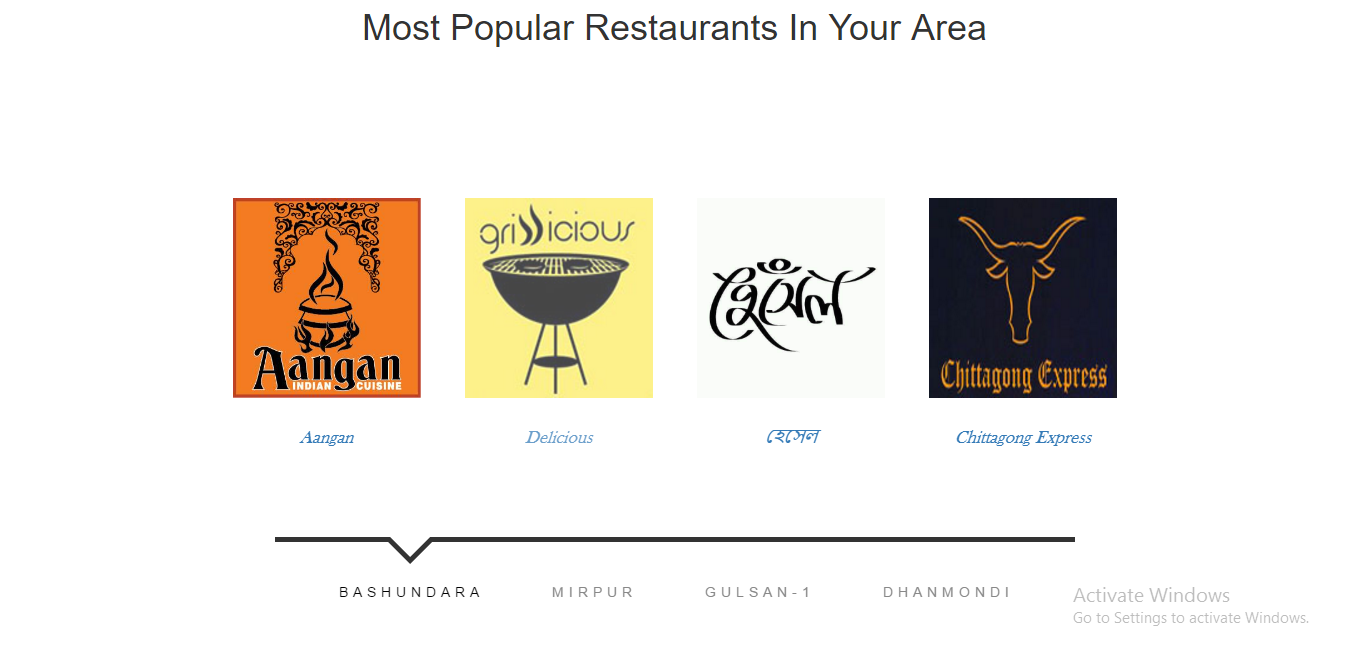 Most Popular Restaurants In Your Area
Aangan
INDIAN CUISINE
grillicious
হেঁসেল
Chittagong Express
Aangan
Delicious
হেসেল
Chittagong Express
BASHUNDARA
MIRPUR
GULSAN-1
DHANMONDI
Activate Windows
Go to Settings to activate Windows.